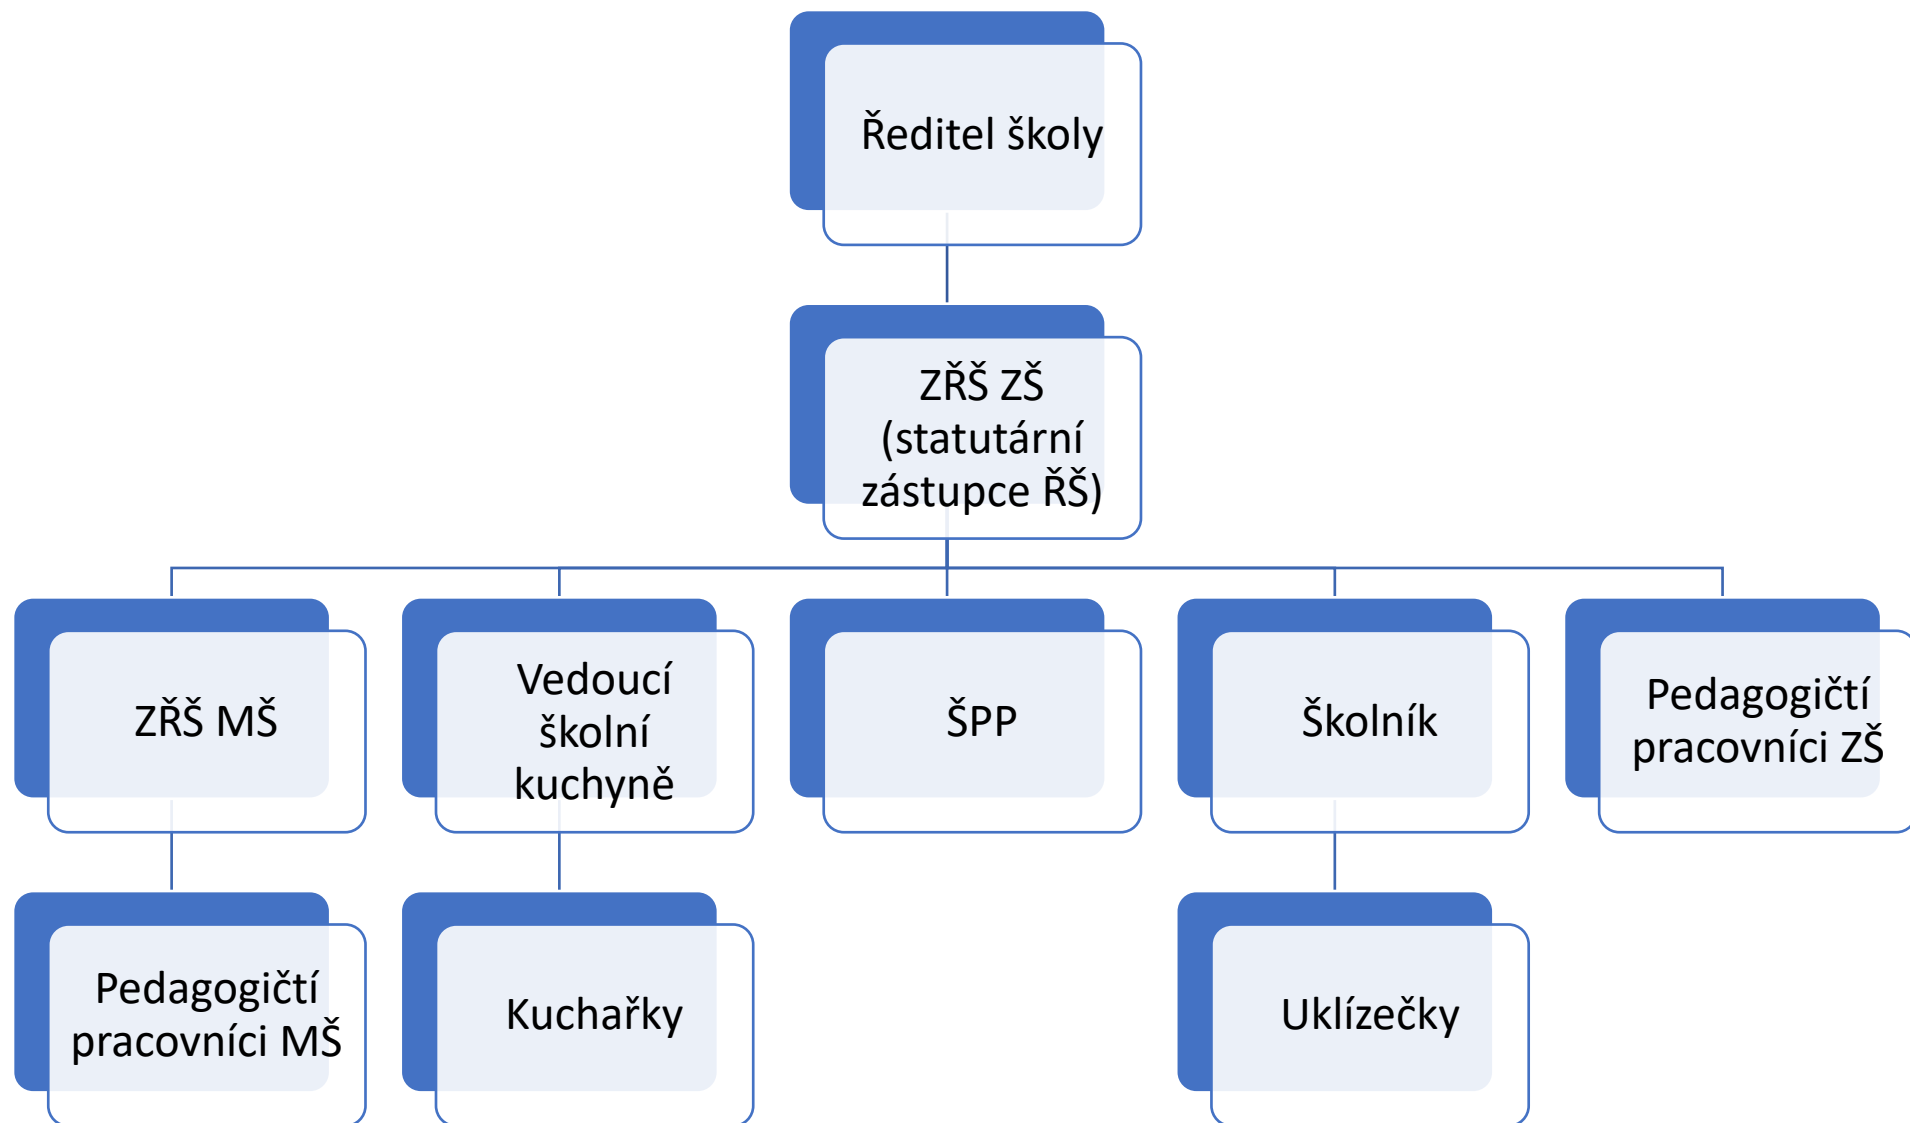 Ředitel školy
ZŘŠ ZŠ
(statutární
zástupce ŘŠ)
ZŘŠ MŠ
Vedoucí
školní
kuchyně
ŠPP
Školník
Pedagogičtí
pracovníci ZŠ
Pedagogičtí
pracovníci MŠ
Kuchařky
Uklízečky